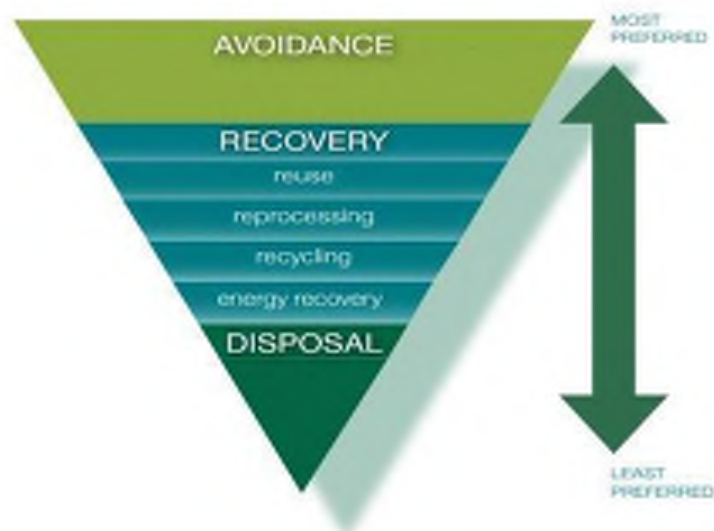 AVOIDANCE
MOST
PREFERRED
RECOVERY
reuse
reprocessing
recycling
energy recovery
DISPOSAL
LEAST
PREFERRED